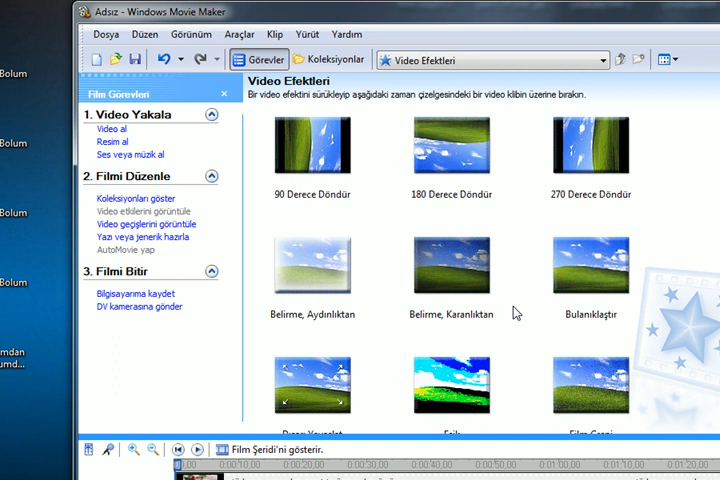 Adsız - Windows Movie Maker
Dosya Düzen Görünüm Araçlar Klip Yürüt Yardım
Görevler Koleksiyonlar Video Efektleri
Film Görevleri
Video Efektleri
Bir video efektini sürükleyip aşağıdaki zaman çizelgesindeki bir video klibin üzerine bırakın.
1. Video Yakala
Video al
Resim al
Ses veya müzik al
2. Filmi Düzenle
Koleksiyonları göster
Video etkilerini görüntüle
Video geçişlerini görüntüle
Yazı veya jenerik hazırla
AutoMovie yap
3. Filmi Bitir
Bilgisayarıma kaydet
DV kamerasına gönder
90 Derece Döndür
180 Derece Döndür
270 Derece Döndür
Belirme, Aydınlıktan
Belirme, Karanlıktan
Bulanıklaştır
Bolum
Bolum
Bolum
Bolum
Film Şeridi'ni gösterir.
0:00:10,00 0:00:20,00 0:00:30,00 0:00:40,00 0:00:50,00 0:01:00,00 0:01:10,00 0:01:20,00